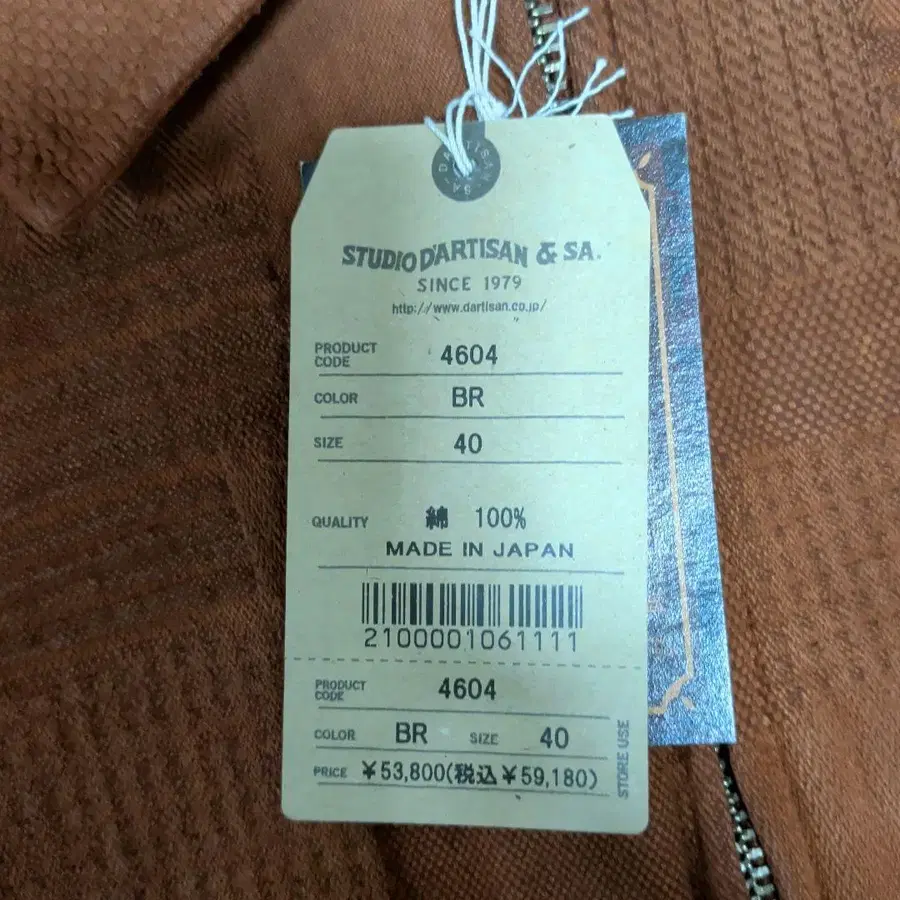 DARTISAN
SA.
STUDIO D'ARTISAN & SA.
SINCE 1979
http://www.dartisan.co.jp/
PRODUCT CODE 4604
COLOR BR
SIZE 40
QUALITY 綿 100%
MADE IN JAPAN
2100001061111
PRODUCT CODE 4604
COLOR BR SIZE 40
PRICE ¥53,800(税込¥59,180)
STORE USE